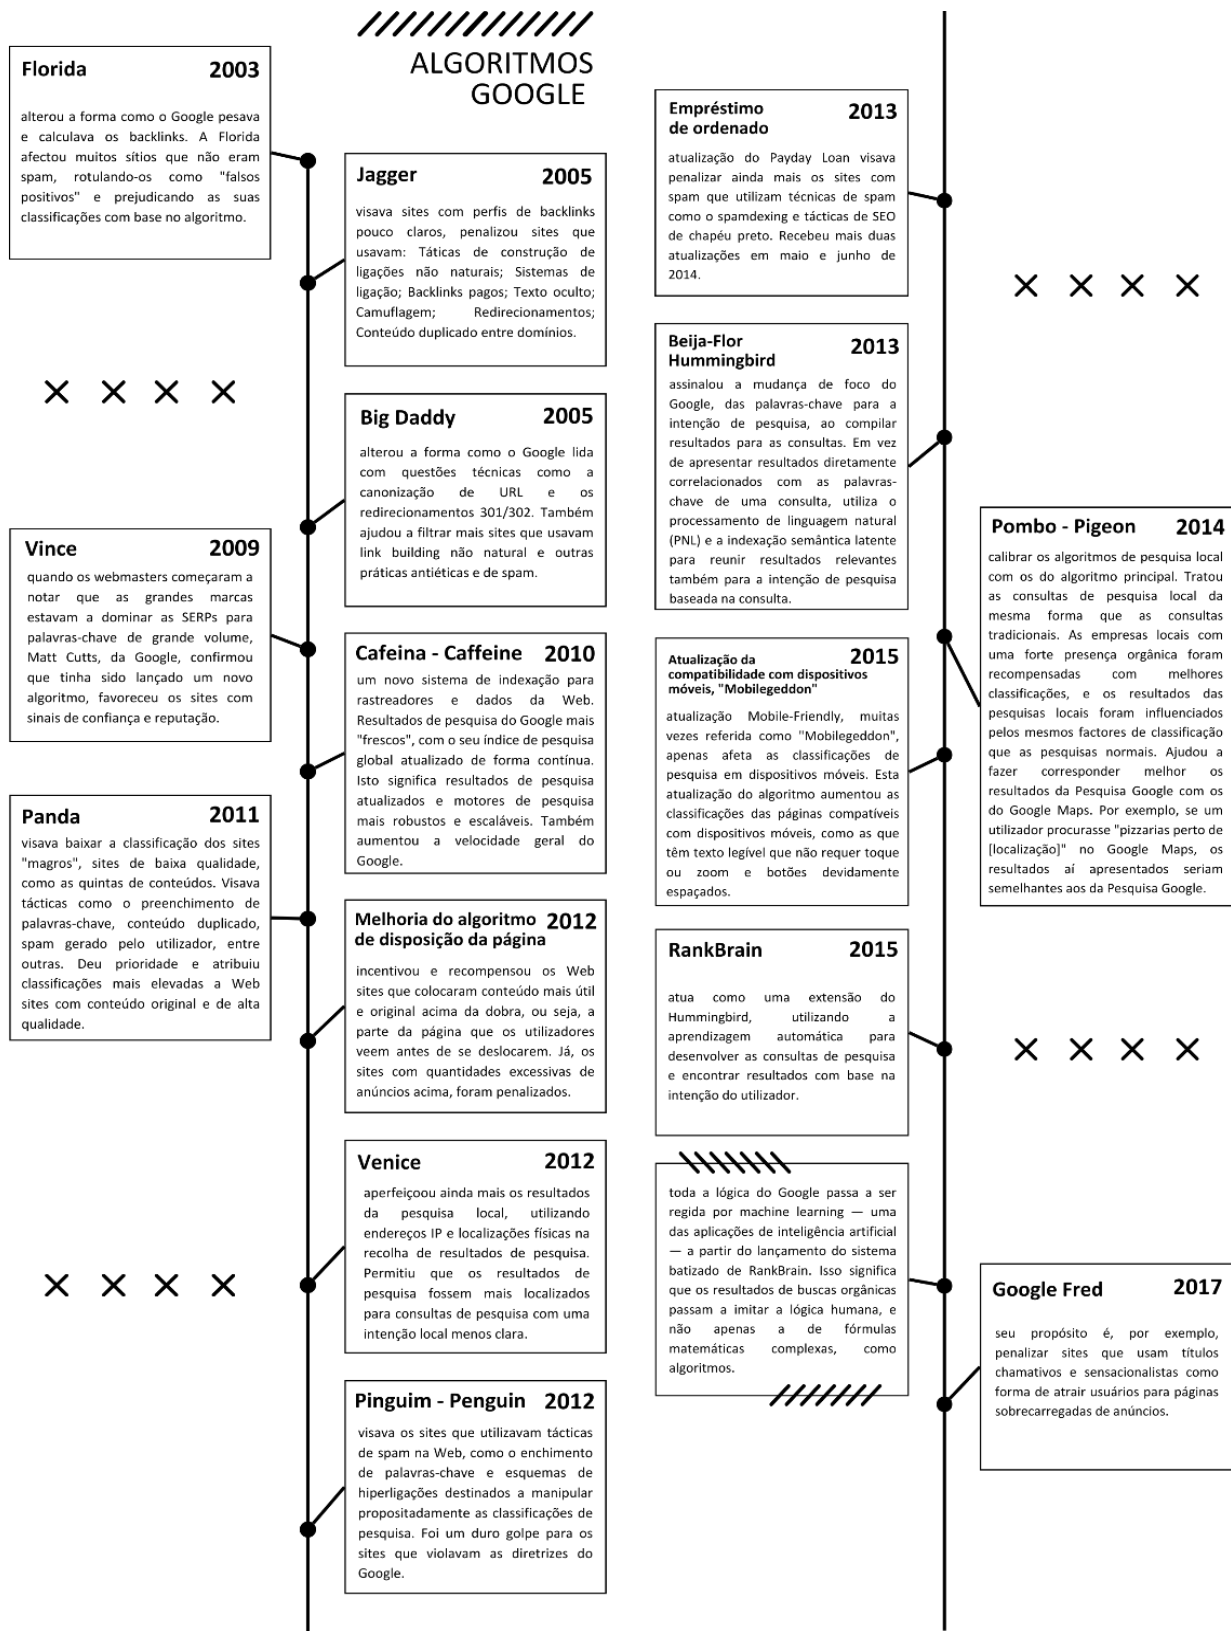 ALGORITMOS
GOOGLE
Florida 2003
alterou a forma como o Google pesava
e calculava os backlinks. A Florida
afectou muitos sítios que não eram
spam, rotulando-os como "falsos
positivos" e prejudicando as suas
classificações com base no algoritmo.
Jagger 2005
visava sites com perfis de backlinks
pouco claros, penalizou sites que
usavam: Táticas de construção de
ligações não naturais; Sistemas de
ligação; Backlinks pagos; Texto oculto;
Camuflagem; Redirecionamentos;
Conteúdo duplicado entre domínios.
Big Daddy 2005
alterou a forma como o Google lida
com questões técnicas como a
canonização de URL e os
redirecionamentos 301/302. Também
ajudou a filtrar mais sites que usavam
link building não natural e outras
práticas antiéticas e de spam.
Vince 2009
quando os webmasters começaram a
notar que as grandes marcas
estavam a dominar as SERPs para
palavras-chave de grande volume,
Matt Cutts, da Google, confirmou
que tinha sido lançado um novo
algoritmo, favoreceu os sites com
sinais de confiança e reputação.
Cafeina - Caffeine 2010
um novo sistema de indexação para
rastreadores e dados da Web.
Resultados de pesquisa do Google mais
"frescos", com o seu índice de pesquisa
global atualizado de forma contínua.
Isto significa resultados de pesquisa
atualizados e motores de pesquisa
mais robustos e escaláveis. Também
aumentou a velocidade geral do
Google.
Panda 2011
visava baixar a classificação dos sites
"magros", sites de baixa qualidade,
como as quintas de conteúdos. Visava
tácticas como o preenchimento de
palavras-chave, conteúdo duplicado,
spam gerado pelo utilizador, entre
outras. Deu prioridade e atribuiu
classificações mais elevadas a Web
sites com conteúdo original e de alta
qualidade.
Melhoria do algoritmo 2012
de disposição da página
incentivou e recompensou os Web
sites que colocaram conteúdo mais útil
e original acima da dobra, ou seja, a
parte da página que os utilizadores
veem antes de se deslocarem. Já, os
sites com quantidades excessivas de
anúncios acima, foram penalizados.
Venice 2012
aperfeiçoou ainda mais os resultados
da pesquisa local, utilizando
endereços IP e localizações físicas na
recolha de resultados de pesquisa.
Permitiu que os resultados de
pesquisa fossem mais localizados
para consultas de pesquisa com uma
intenção local menos clara.
Pinguim - Penguin 2012
visava os sites que utilizavam tácticas
de spam na Web, como o enchimento
de palavras-chave e esquemas de
hiperligações destinados a manipular
propositadamente as classificações de
pesquisa. Foi um duro golpe para os
sites que violavam as diretrizes do
Google.
Empréstimo 2013
de ordenado
atualização do Payday Loan visava
penalizar ainda mais os sites com
spam que utilizam técnicas de spam
como o spamdexing e tácticas de SEO
de chapéu preto. Recebeu mais duas
atualizações em maio e junho de
2014.
Beija-Flor 2013
Hummingbird
assinalou a mudança de foco do
Google, das palavras-chave para a
intenção de pesquisa, ao compilar
resultados para as consultas. Em vez
de apresentar resultados diretamente
correlacionados com as palavras-
chave de uma consulta, utiliza o
processamento de linguagem natural
(PNL) e a indexação semântica latente
para reunir resultados relevantes
também para a intenção de pesquisa
baseada na consulta.
Pombo - Pigeon 2014
calibrar os algoritmos de pesquisa local
com os do algoritmo principal. Tratou
as consultas de pesquisa local da
mesma forma que as consultas
tradicionais. As empresas locais com
uma forte presença orgânica foram
recompensadas com melhores
classificações, e os resultados das
pesquisas locais foram influenciados
pelos mesmos factores de classificação
que as pesquisas normais. Ajudou a
fazer corresponder melhor os
resultados da Pesquisa Google com os
do Google Maps. Por exemplo, se um
utilizador procurasse "pizzarias perto de
[localização]" no Google Maps, os
resultados aí apresentados seriam
semelhantes aos da Pesquisa Google.
Atualização da 2015
compatibilidade com dispositivos
móveis, "Mobilegeddon"
atualização Mobile-Friendly, muitas
vezes referida como "Mobilegeddon",
apenas afeta as classificações de
pesquisa em dispositivos móveis. Esta
atualização do algoritmo aumentou as
classificações das páginas compatíveis
com dispositivos móveis, como as que
têm texto legível que não requer toque
ou zoom e botões devidamente
espaçados.
RankBrain 2015
atua como uma extensão do
Hummingbird, utilizando a
aprendizagem automática para
desenvolver as consultas de pesquisa
e encontrar resultados com base na
intenção do utilizador.
toda a lógica do Google passa a ser
regida por machine learning — uma
das aplicações de inteligência artificial
— a partir do lançamento do sistema
batizado de RankBrain. Isso significa
que os resultados de buscas orgânicas
passam a imitar a lógica humana, e
não apenas a de fórmulas
matemáticas complexas, como
algoritmos.
Google Fred 2017
seu propósito é, por exemplo,
penalizar sites que usam títulos
chamativos e sensacionalistas como
forma de atrair usuários para páginas
sobrecarregadas de anúncios.